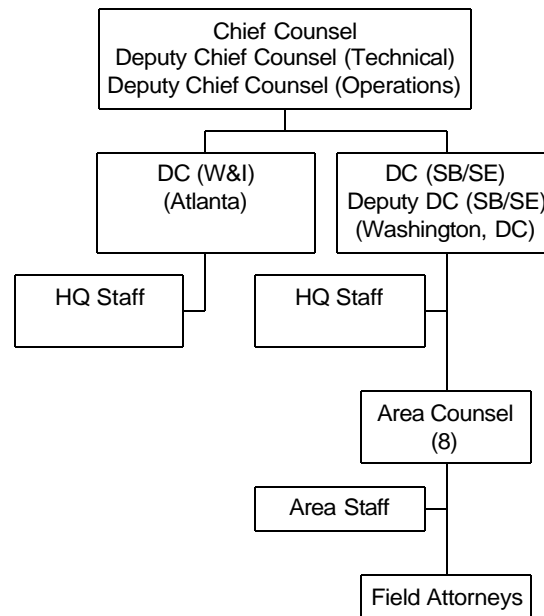 Chief Counsel
Deputy Chief Counsel (Technical)
Deputy Chief Counsel (Operations)
DC (W&I)
(Atlanta)
DC (SB/SE)
Deputy DC (SB/SE)
(Washington, DC)
HQ Staff
HQ Staff
Area Counsel
(8)
Area Staff
Field Attorneys